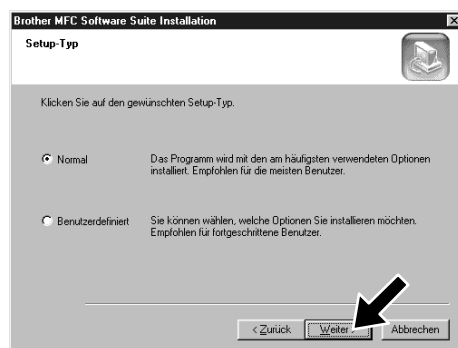 Brother MFC Software Suite Installation
Setup-Typ
Klicken Sie auf den gewünschten Setup-Typ.
Normal
Das Programm wird mit den am häufigsten verwendeten Optionen
installiert. Empfohlen für die meisten Benutzer.
Benutzerdefiniert
Sie können wählen, welche Optionen Sie installieren möchten.
Empfohlen für fortgeschrittene Benutzer.
< Zurück
Weiter
Abbrechen